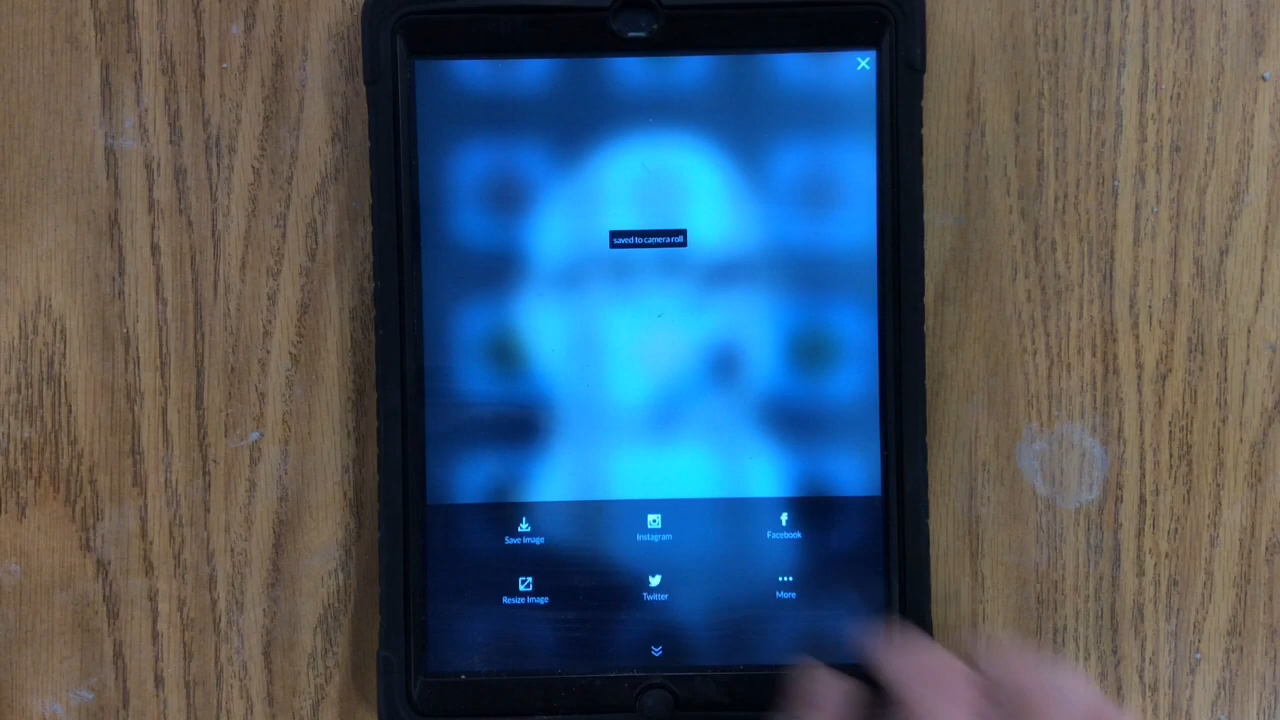 saved to camera roll
Save Image
Instagram
Facebook
Resize Image
Twitter
More